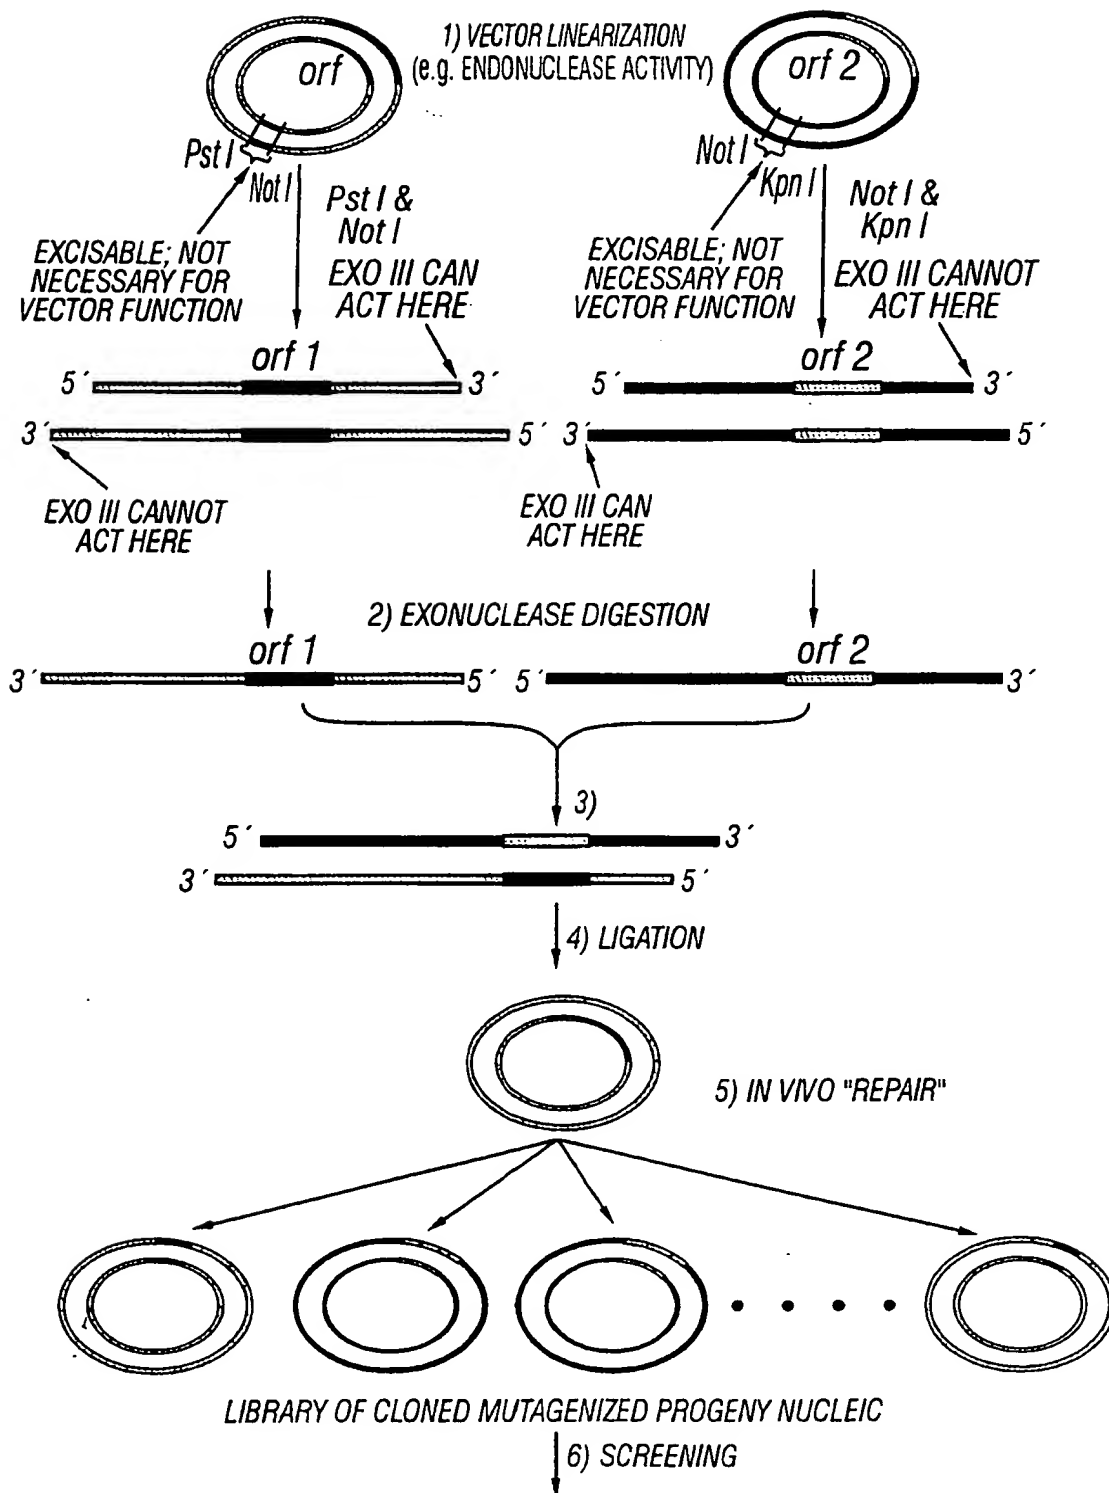 1) VECTOR LINEARIZATION
(e.g. ENDONUCLEASE ACTIVITY)
orf
orf 2
Pst I
Not I
Not I
Kpn I
Pst I &
Not I
Not I &
Kpn I
EXCISABLE; NOT
NECESSARY FOR
VECTOR FUNCTION
EXO III CAN
ACT HERE
EXCISABLE; NOT
NECESSARY FOR
VECTOR FUNCTION
EXO III CANNOT
ACT HERE
orf 1
orf 2
5´ 3´
5´ 3´
3´ 5´
3´ 5´
EXO III CANNOT
ACT HERE
EXO III CAN
ACT HERE
2) EXONUCLEASE DIGESTION
orf 1
orf 2
3´ 5´
5´ 3´
3)
5´ 3´
3´ 5´
4) LIGATION
5) IN VIVO "REPAIR"
LIBRARY OF CLONED MUTAGENIZED PROGENY NUCLEIC
6) SCREENING